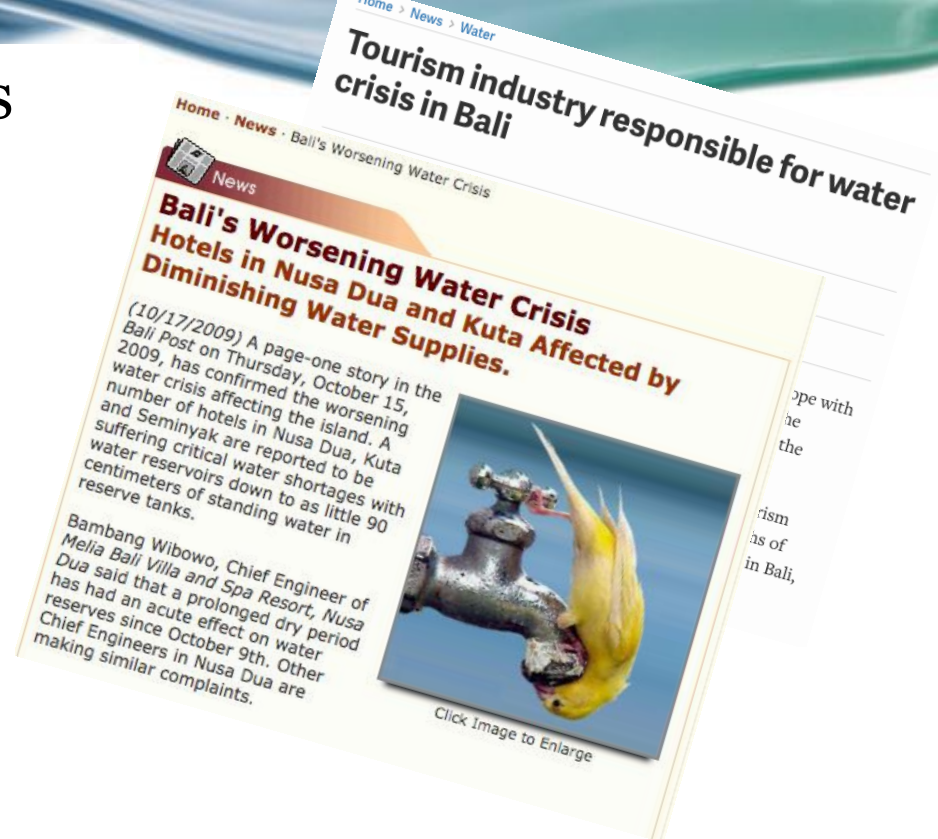 s
Home > News > Water
Tourism industry responsible for water
crisis in Bali
Home · News · Bali's Worsening Water Crisis
News
Bali's Worsening Water Crisis
Hotels in Nusa Dua and Kuta Affected by
Diminishing Water Supplies.
(10/17/2009) A page-one story in the
Bali Post on Thursday, October 15,
2009, has confirmed the worsening
water crisis affecting the island. A
number of hotels in Nusa Dua, Kuta
and Seminyak are reported to be
suffering critical water shortages with
water reservoirs down to as little 90
centimeters of standing water in
reserve tanks.
Bambang Wibowo, Chief Engineer of
Melia Bali Villa and Spa Resort, Nusa
Dua said that a prolonged dry period
has had an acute effect on water
reserves since October 9th. Other
Chief Engineers in Nusa Dua are
making similar complaints.
Click Image to Enlarge
with
the
of
in Bali,